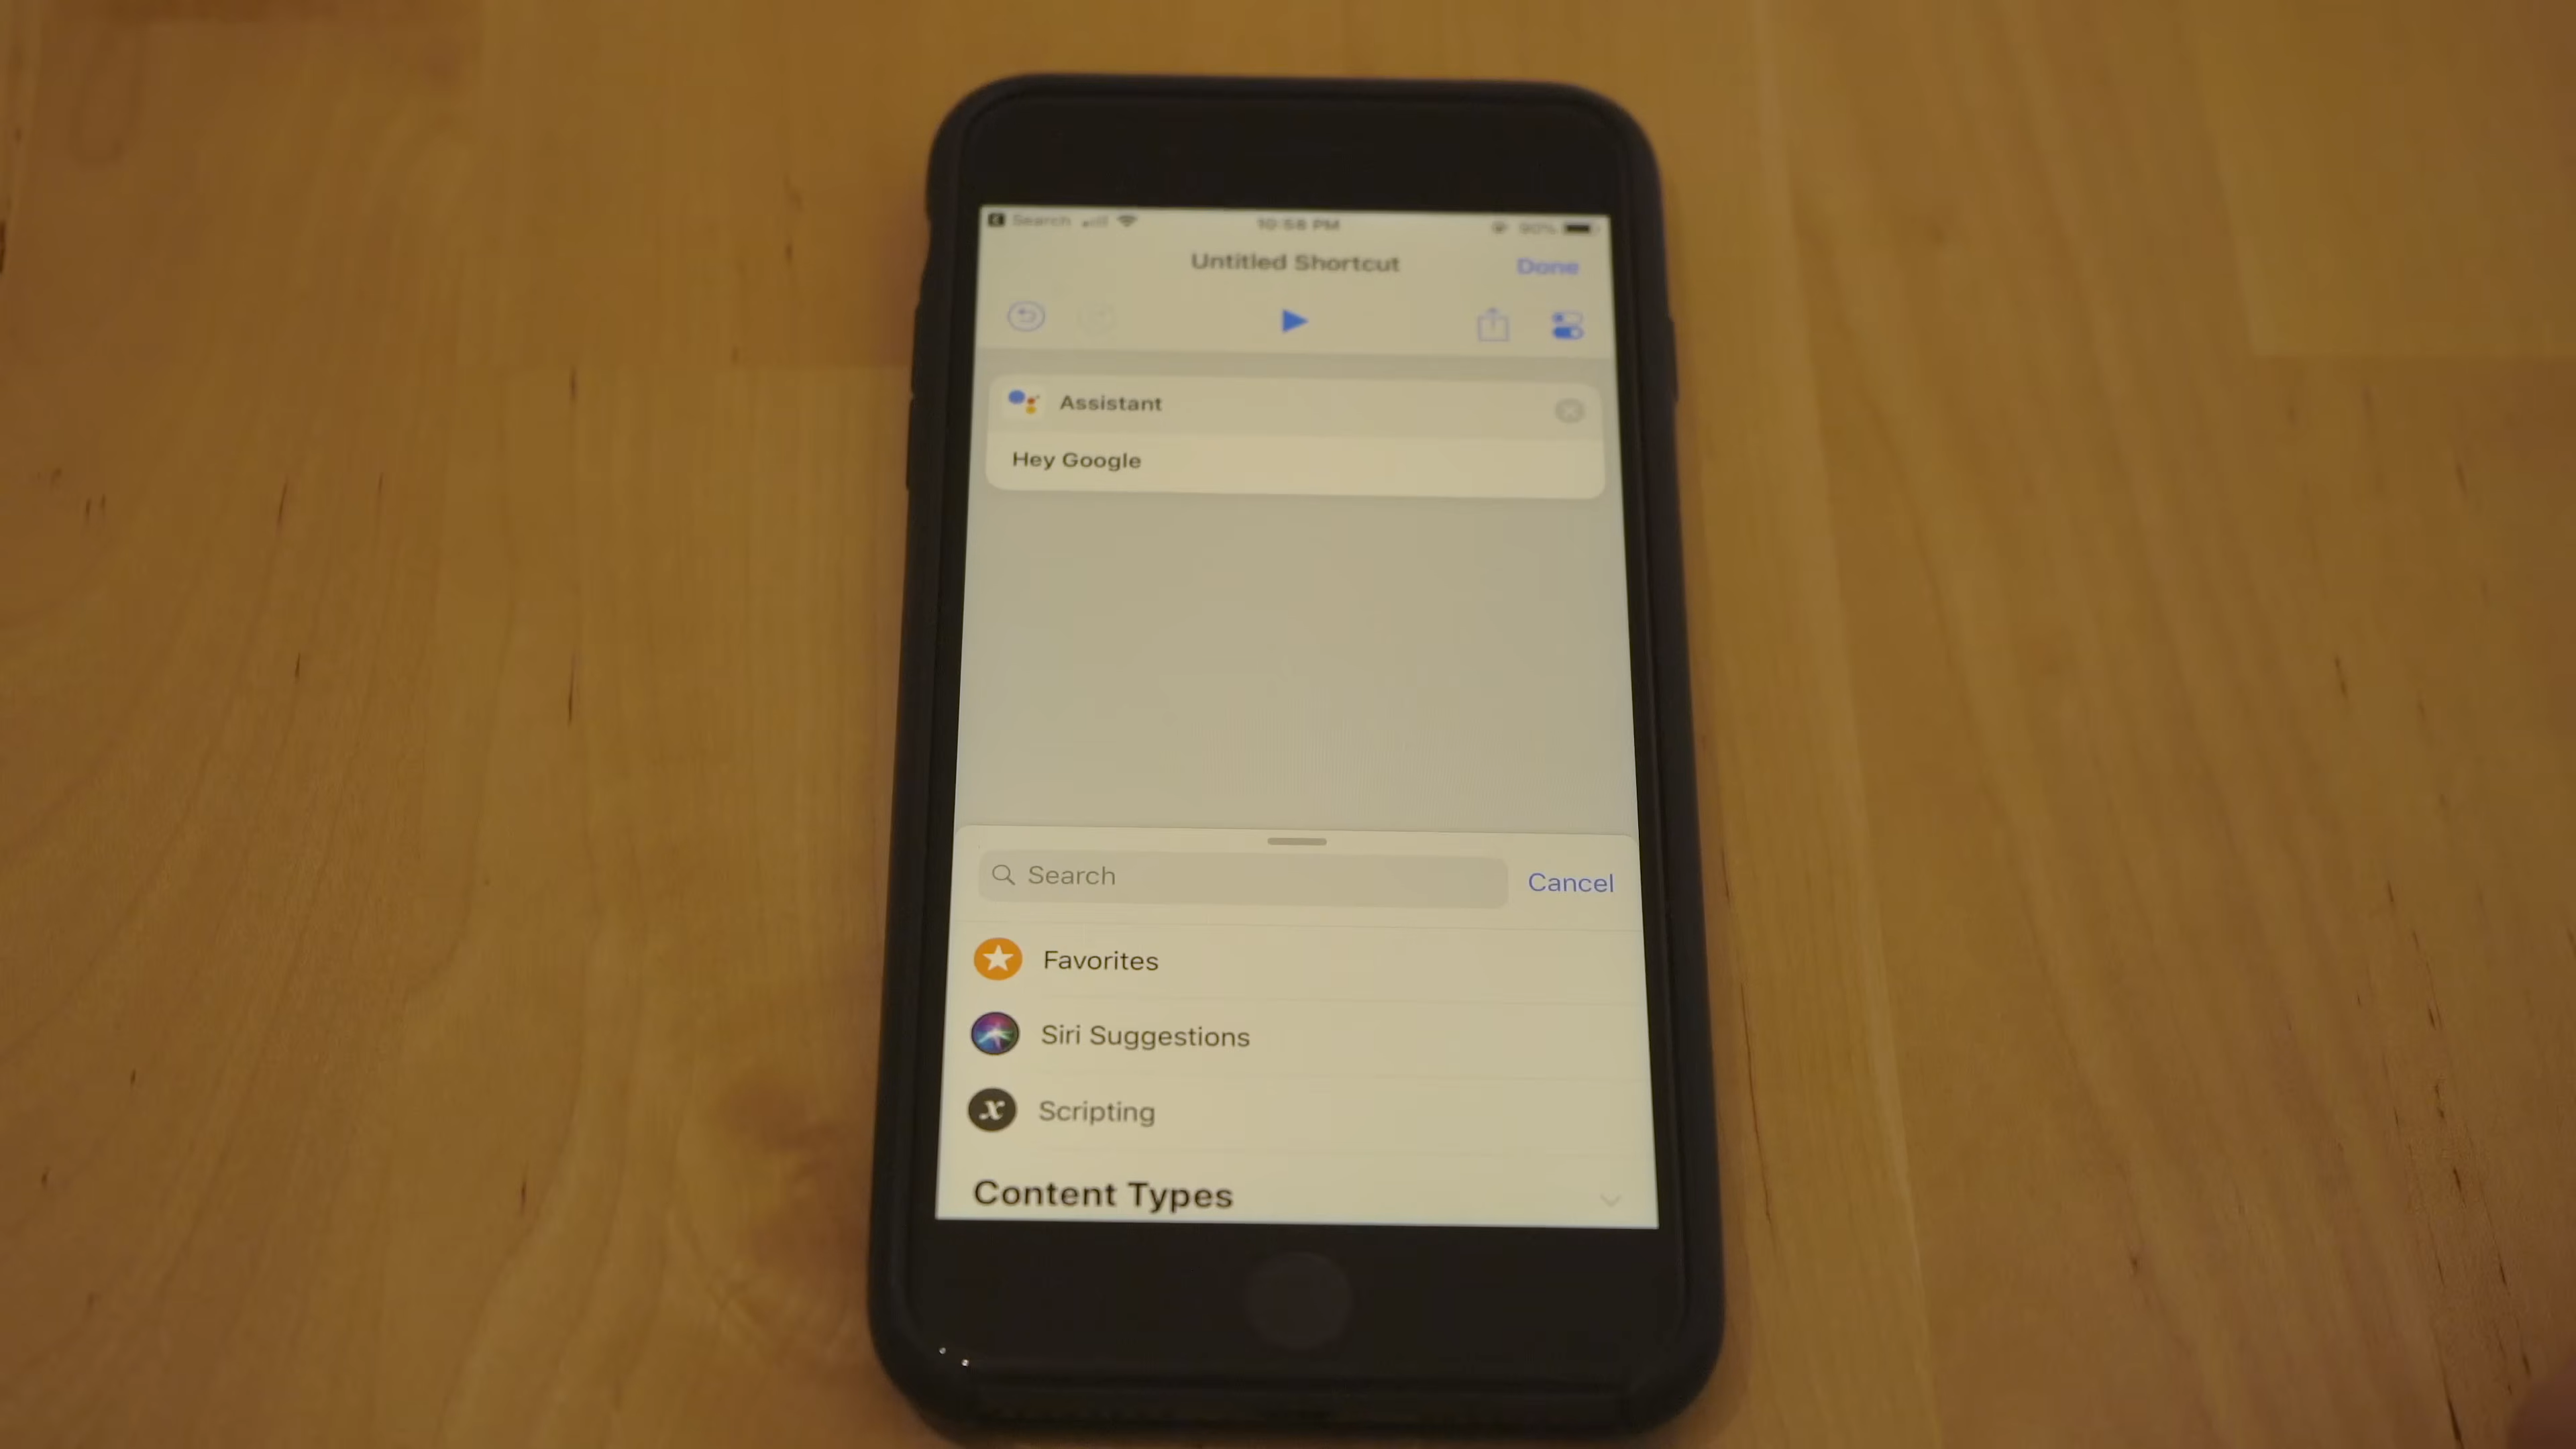 Search 10:58 PM 90%
Untitled Shortcut Done
Assistant
Hey Google
Search Cancel
Favorites
Siri Suggestions
Scripting
Content Types